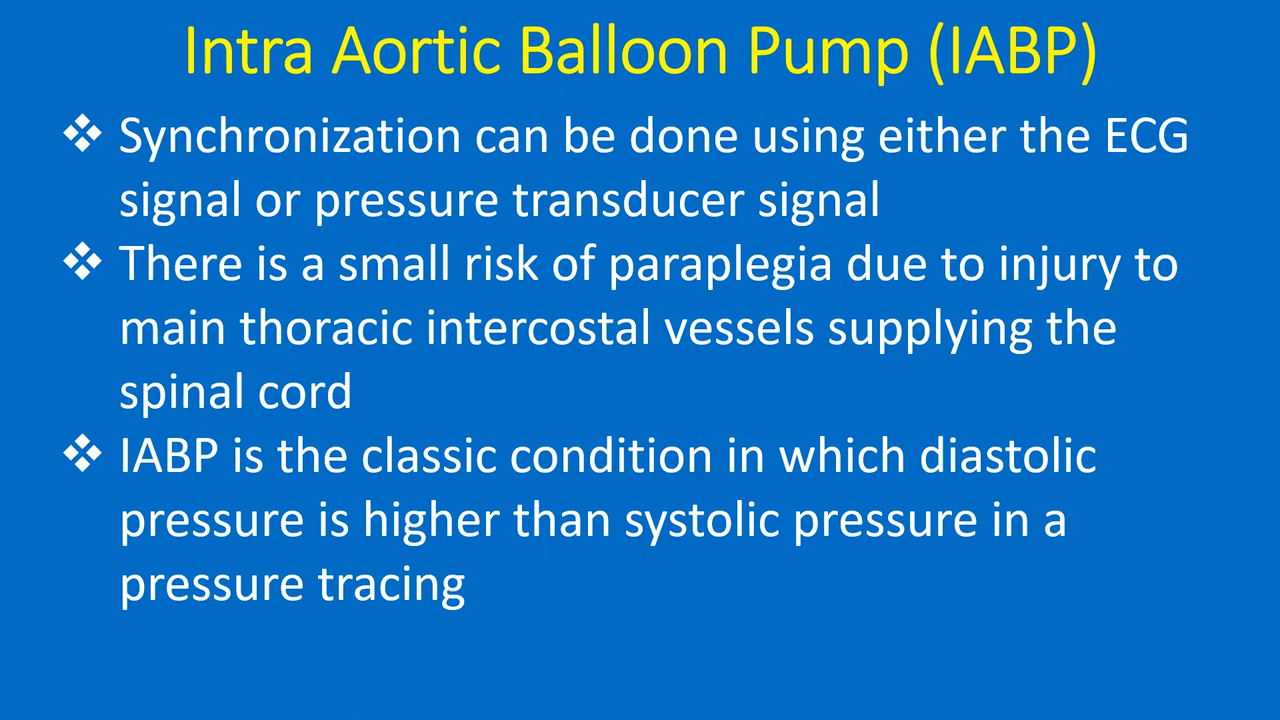 Intra Aortic Balloon Pump (IABP)
❖ Synchronization can be done using either the ECG
signal or pressure transducer signal
❖ There is a small risk of paraplegia due to injury to
main thoracic intercostal vessels supplying the
spinal cord
❖ IABP is the classic condition in which diastolic
pressure is higher than systolic pressure in a
pressure tracing